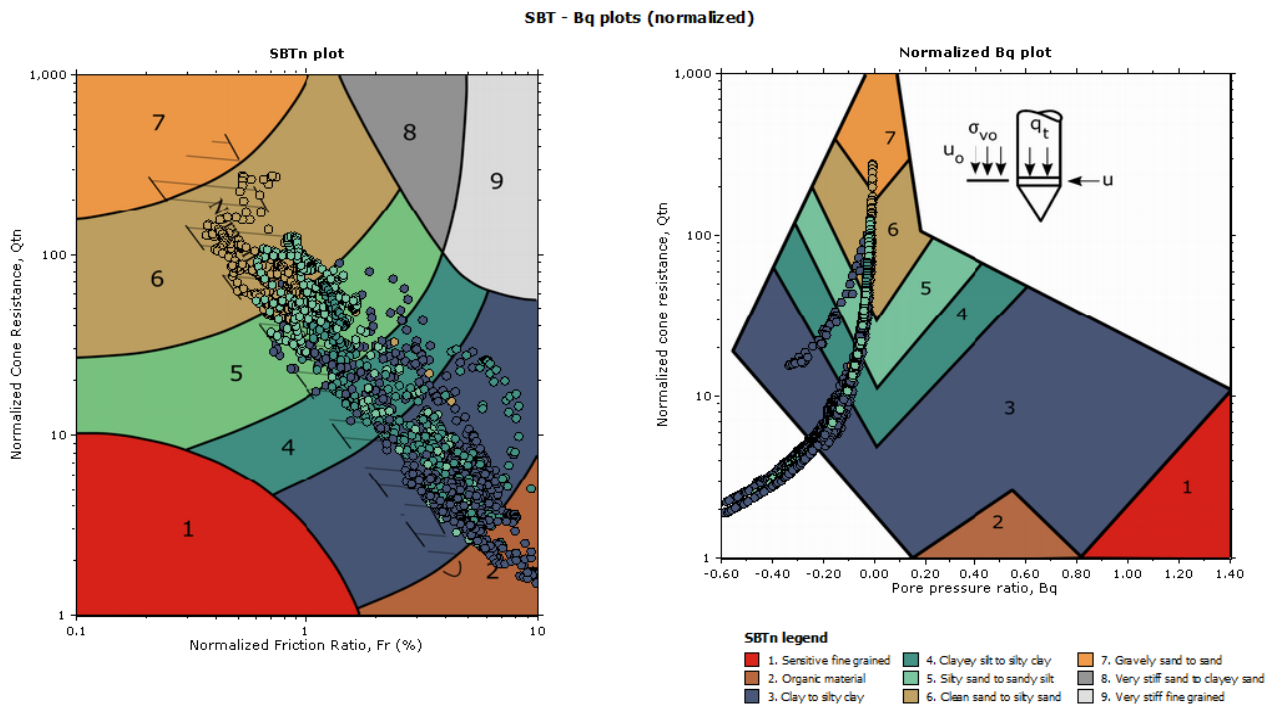 SBT - Bq plots (normalized)
SBTn plot
1,000
100
10
1
0.1
1
10
Normalized Cone Resistance, Qtn
Normalized Friction Ratio, Fr (%)
7
8
9
6
5
4
1
2
Normalized Bq plot
1,000
100
10
1
-0.60 -0.40 -0.20 0.00 0.20 0.40 0.60 0.80 1.00 1.20 1.40
Normalized cone resistance, Qtn
Pore pressure ratio, Bq
7
6
5
4
3
2
1
σvo
qt
uo
u
SBTn legend
1. Sensitive fine grained
2. Organic material
3. Clay to silty clay
4. Clayey silt to silty clay
5. Silty sand to sandy silt
6. Clean sand to silty sand
7. Gravely sand to sand
8. Very stiff sand to clayey sand
9. Very stiff fine grained